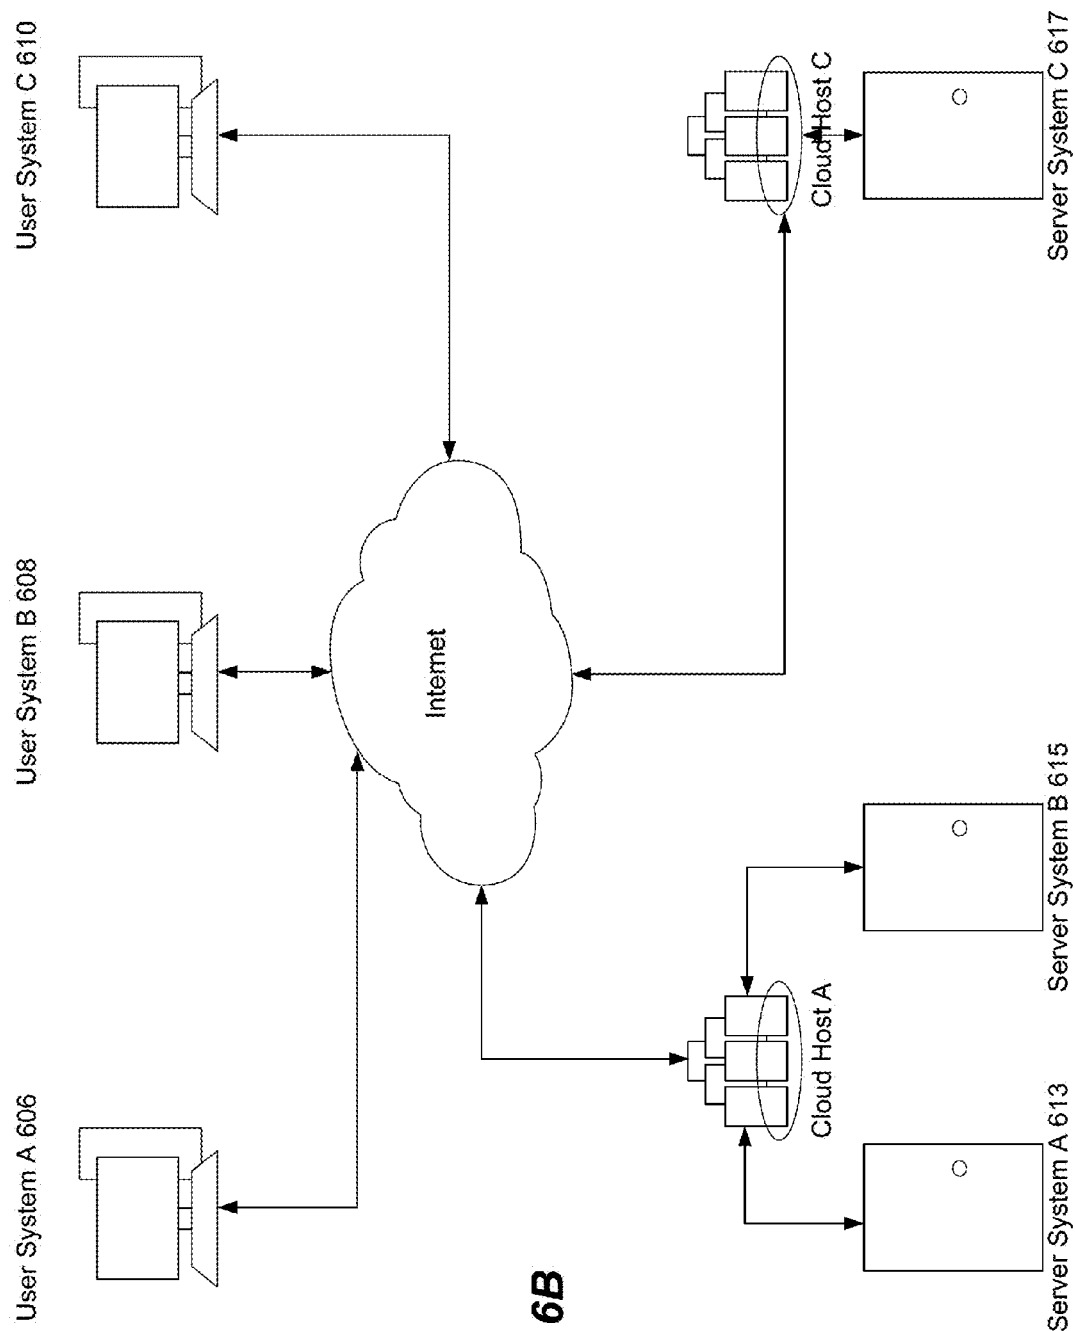 User System A 606
User System B 608
User System C 610
Internet
Cloud Host A
Cloud Host C
Server System A 613
Server System B 615
Server System C 617
6B